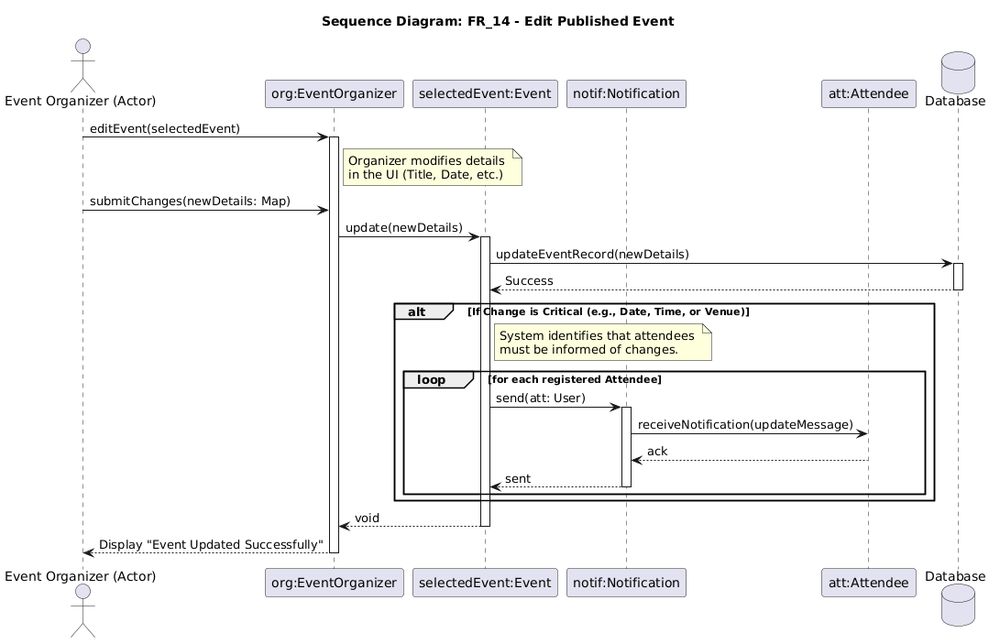 Sequence Diagram: FR_14 - Edit Published Event
Event Organizer (Actor)
org:EventOrganizer
selectedEvent:Event
notif:Notification
att:Attendee
Database
editEvent(selectedEvent)
Organizer modifies details
in the UI (Title, Date, etc.)
submitChanges(newDetails: Map)
update(newDetails)
updateEventRecord(newDetails)
Success
alt
[If Change is Critical (e.g., Date, Time, or Venue)]
System identifies that attendees
must be informed of changes.
loop
[for each registered Attendee]
send(att: User)
receiveNotification(updateMessage)
ack
sent
void
Display "Event Updated Successfully"
Event Organizer (Actor)
org:EventOrganizer
selectedEvent:Event
notif:Notification
att:Attendee
Database